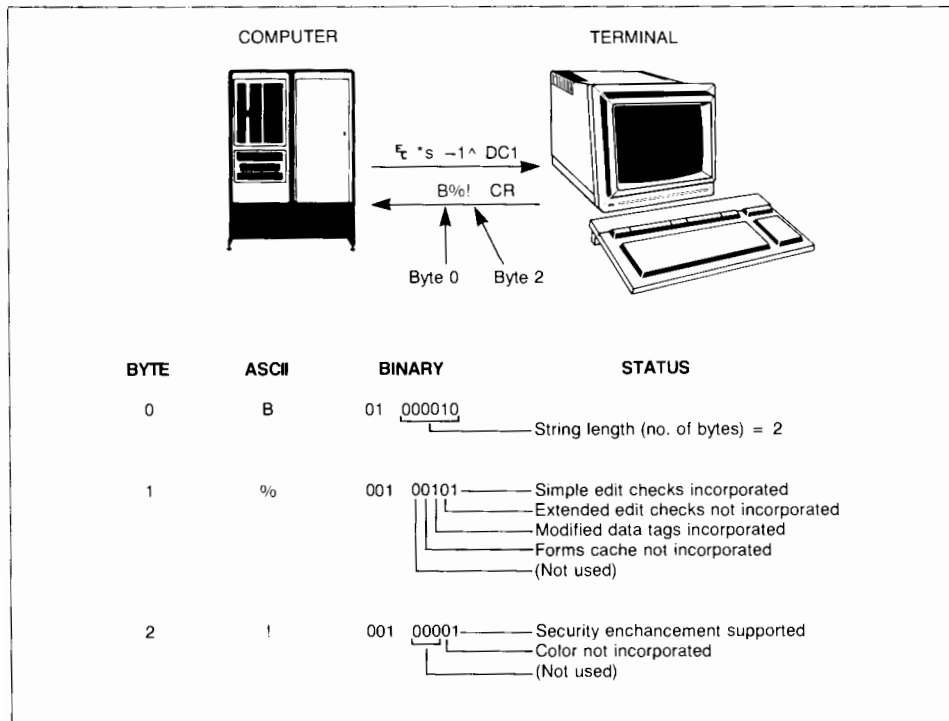 COMPUTER TERMINAL
Ec *s –1^ DC1
B%! CR
Byte 0 Byte 2
BYTE ASCII BINARY STATUS
0 B 01 000010
String length (no. of bytes) = 2
1 % 001 00101 Simple edit checks incorporated
Extended edit checks not incorporated
Modified data tags incorporated
Forms cache not incorporated
(Not used)
2 ! 001 00001 Security enchancement supported
Color not incorporated
(Not used)